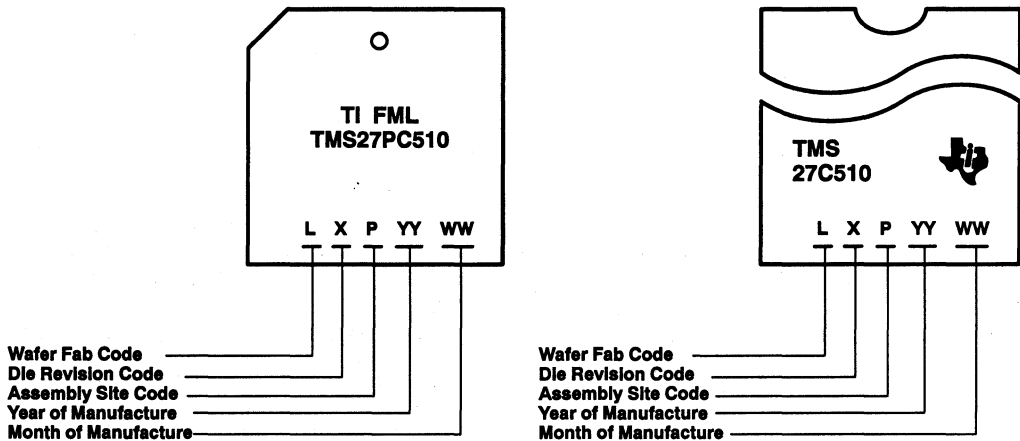 TI FML
TMS27PC510
L X P YY WW
Wafer Fab Code
Die Revision Code
Assembly Site Code
Year of Manufacture
Month of Manufacture
TMS
27C510
L X P YY WW
Wafer Fab Code
Die Revision Code
Assembly Site Code
Year of Manufacture
Month of Manufacture